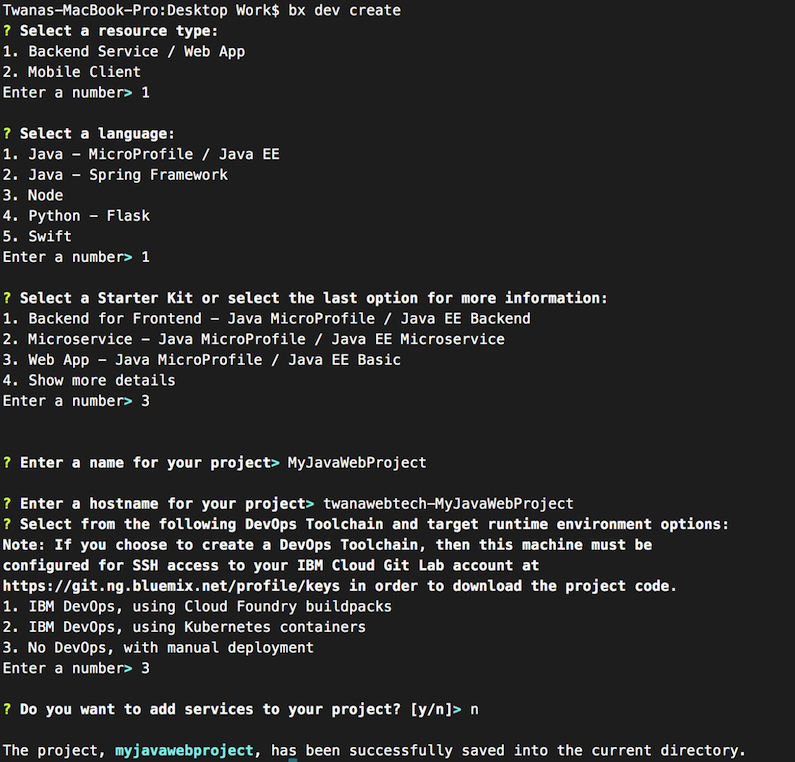 Twanas-MacBook-Pro:Desktop Work$ bx dev create
? Select a resource type:
1. Backend Service / Web App
2. Mobile Client
Enter a number> 1
? Select a language:
1. Java - MicroProfile / Java EE
2. Java - Spring Framework
3. Node
4. Python - Flask
5. Swift
Enter a number> 1
? Select a Starter Kit or select the last option for more information:
1. Backend for Frontend - Java MicroProfile / Java EE Backend
2. Microservice - Java MicroProfile / Java EE Microservice
3. Web App - Java MicroProfile / Java EE Basic
4. Show more details
Enter a number> 3
? Enter a name for your project> MyJavaWebProject
? Enter a hostname for your project> twanawebtech-MyJavaWebProject
? Select from the following DevOps Toolchain and target runtime environment options:
Note: If you choose to create a DevOps Toolchain, then this machine must be
configured for SSH access to your IBM Cloud Git Lab account at
https://git.ng.bluemix.net/profile/keys in order to download the project code.
1. IBM DevOps, using Cloud Foundry buildpacks
2. IBM DevOps, using Kubernetes containers
3. No DevOps, with manual deployment
Enter a number> 3
? Do you want to add services to your project? [y/n]> n
The project, myjavawebproject, has been successfully saved into the current directory.